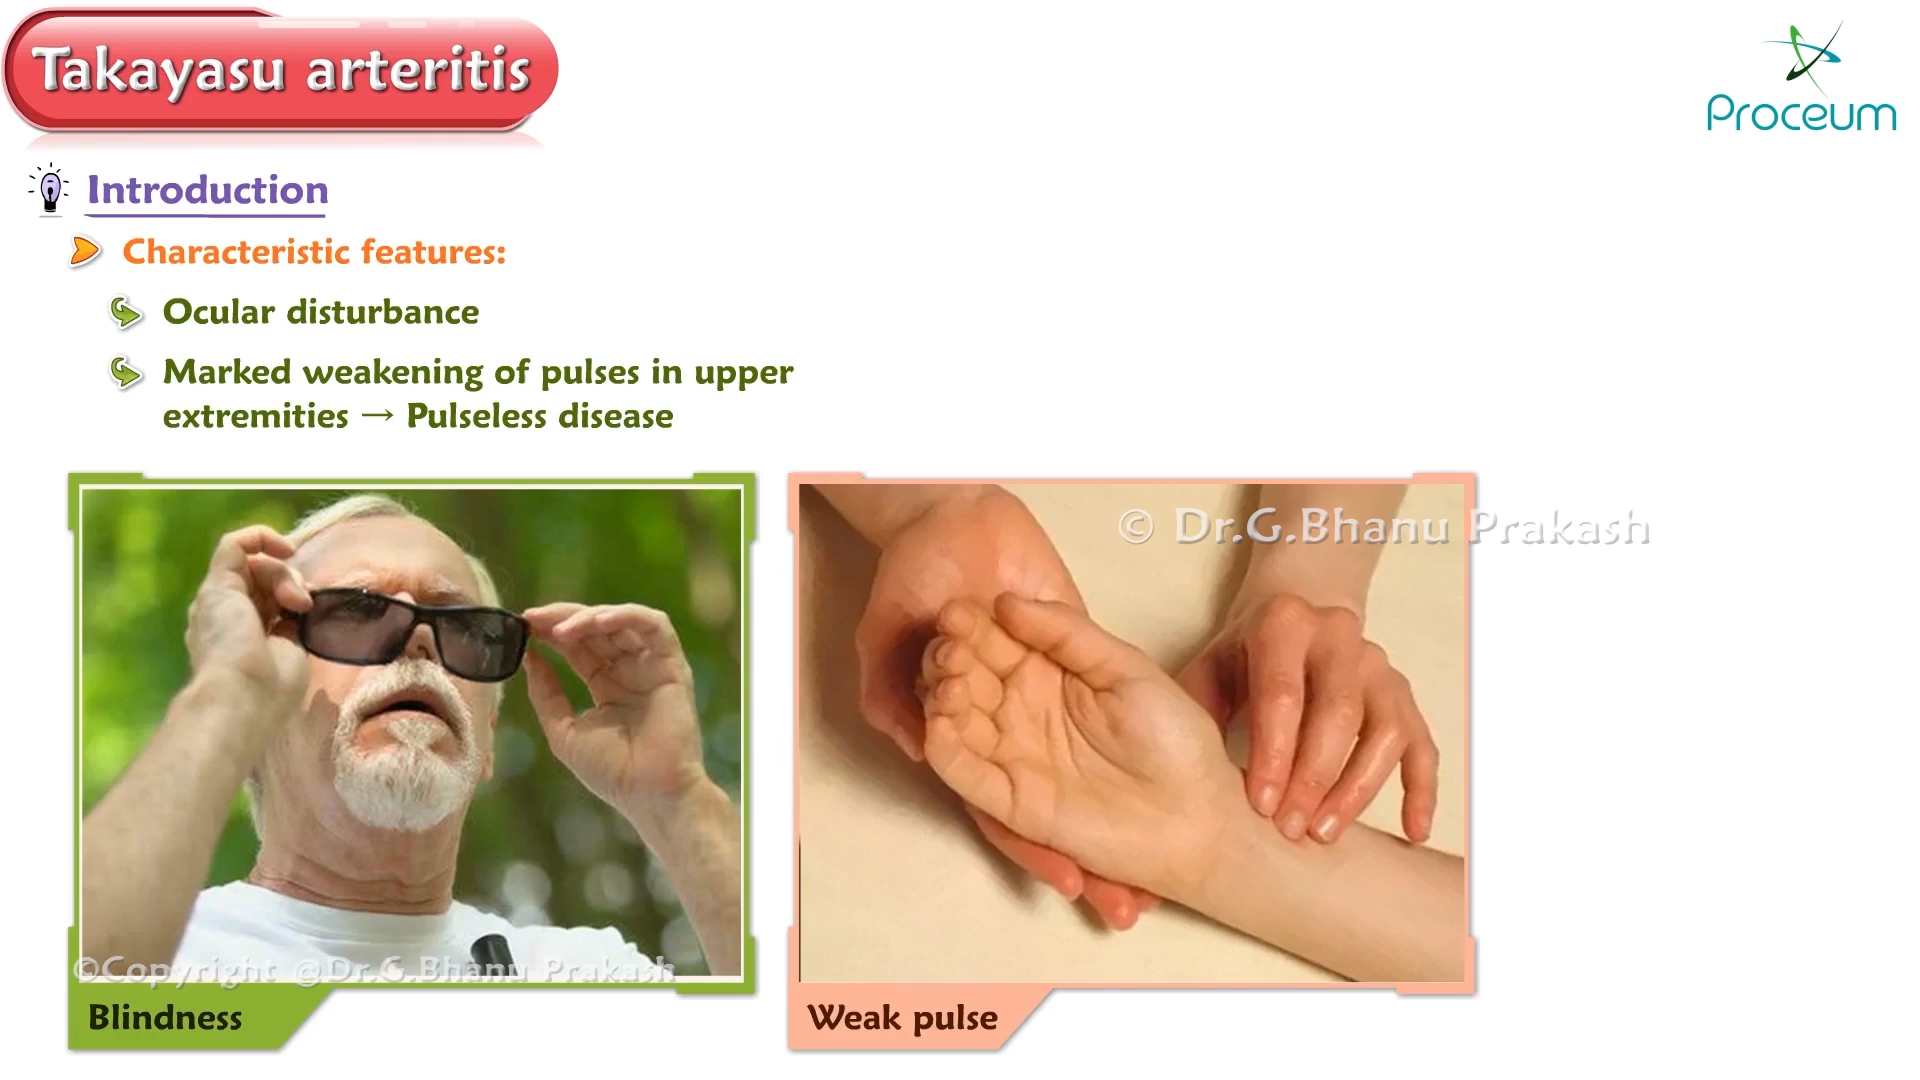 Takayasu arteritis
Proceum
Introduction
Characteristic features:
Ocular disturbance
Marked weakening of pulses in upper
extremities → Pulseless disease
© Dr.G.Bhanu Prakash
©Copyright @Dr.G.Bhanu Prakash
Blindness
Weak pulse